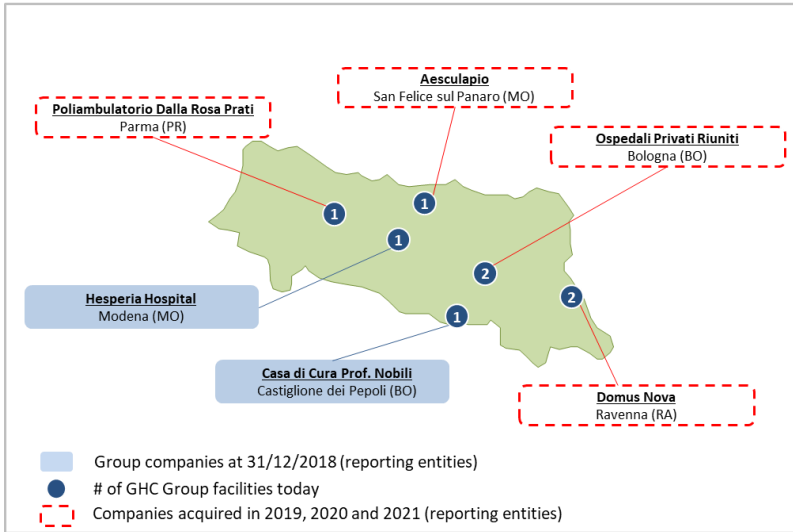 Aesculapio
San Felice sul Panaro (MO)
Poliambulatorio Dalla Rosa Prati
Parma (PR)
Ospedali Privati Riuniti
Bologna (BO)
1
1
1
2
2
1
Hesperia Hospital
Modena (MO)
Casa di Cura Prof. Nobili
Castiglione dei Pepoli (BO)
Domus Nova
Ravenna (RA)
Group companies at 31/12/2018 (reporting entities)
# of GHC Group facilities today
Companies acquired in 2019, 2020 and 2021 (reporting entities)